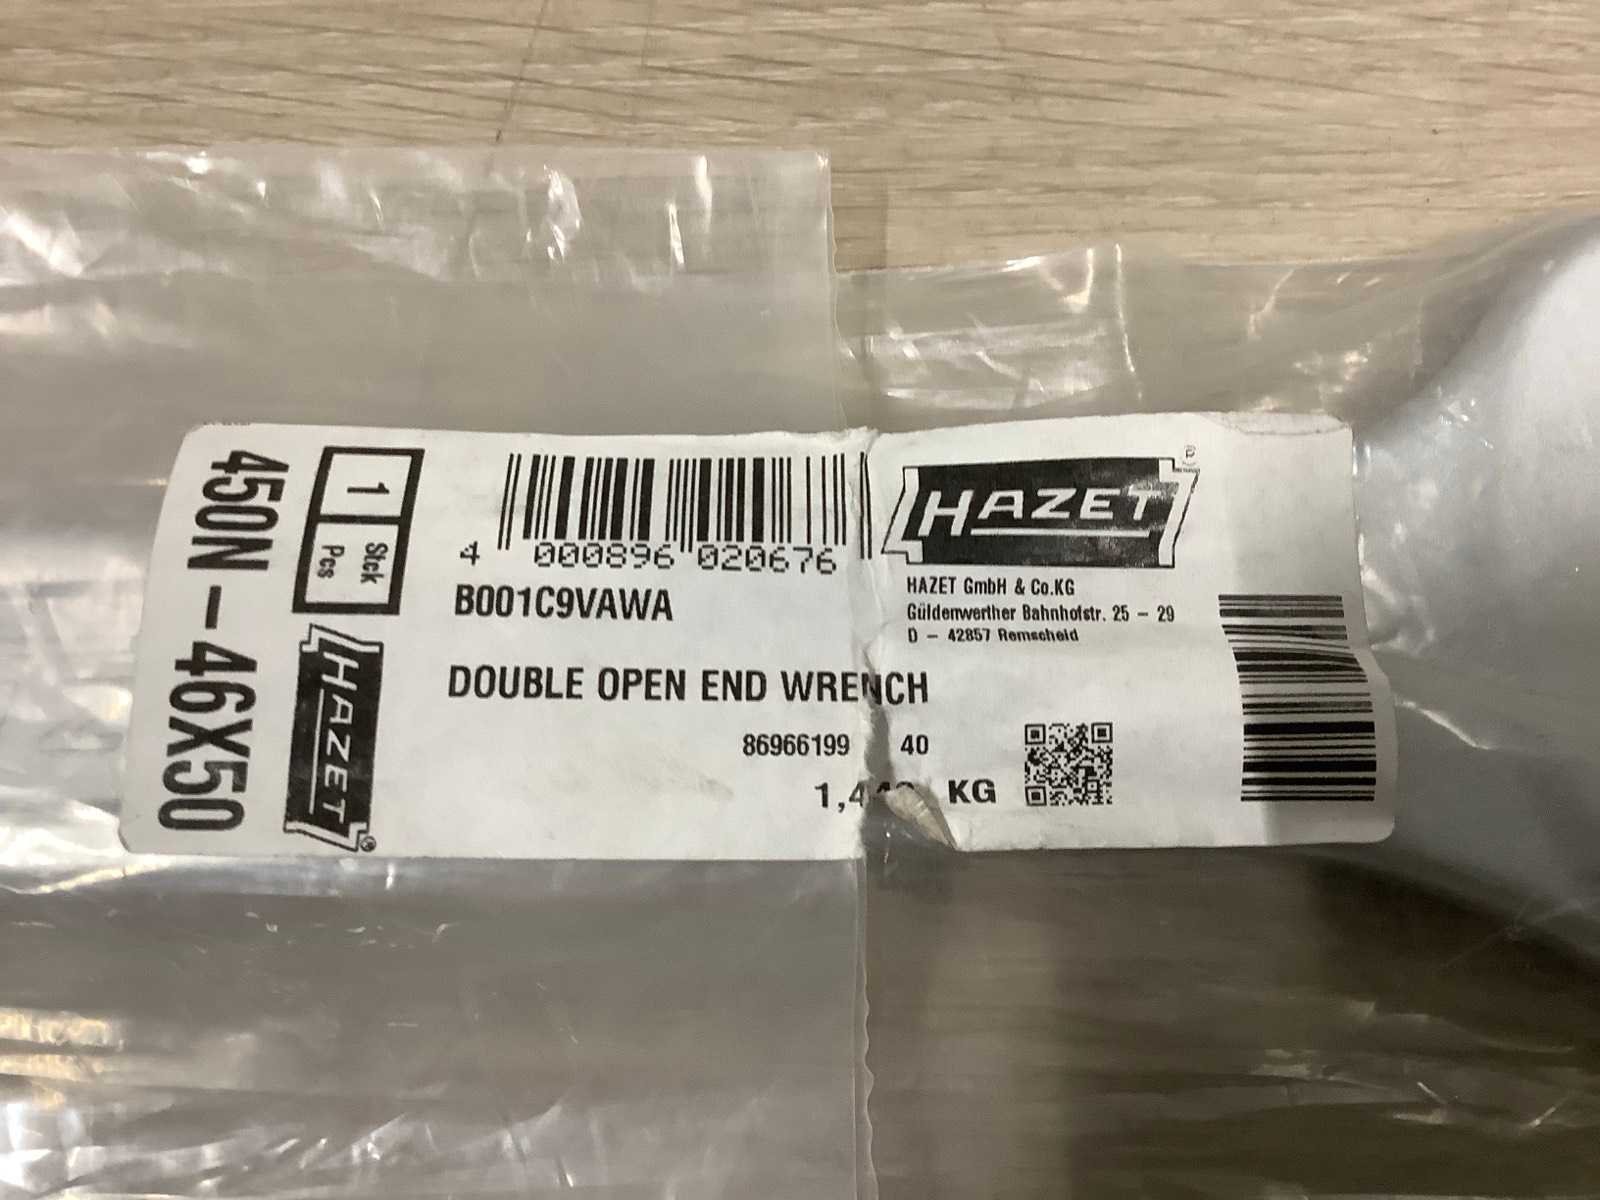 450N-46X50
1
Stck
Pcs
HAZET®
4 000896 020676
B001C9VAWA
DOUBLE OPEN END WRENCH
86966199 40
KG
HAZET
HAZET GmbH & Co.KG
Güldenwerther Bahnhofstr. 25 - 29
D - 42857 Remscheid